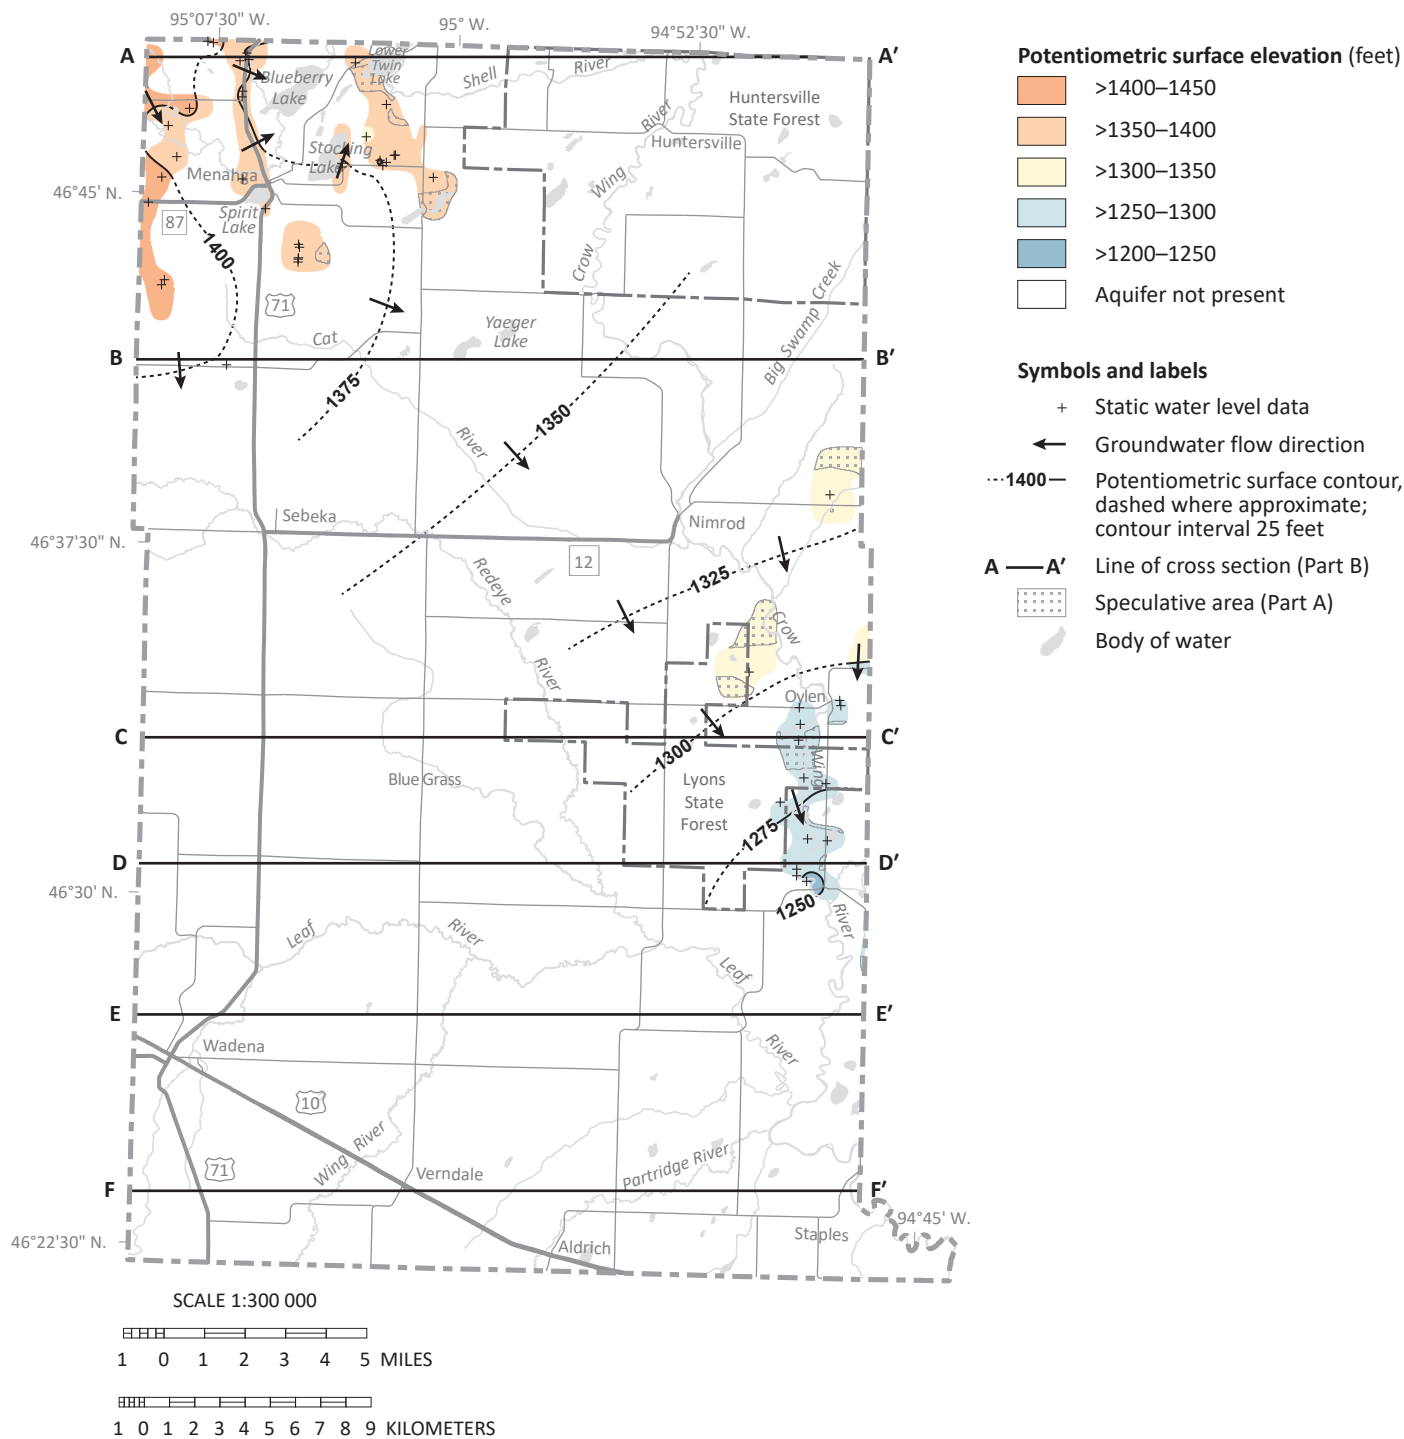 95°07'30" W.
95° W.
94°52'30" W.
A
A′
Lower
Twin
Lake
Shell
River
Blueberry
Lake
Huntersville
State Forest
River
Huntersville
Stocking
Lake
Menahga
Wing
46°45' N.
87
Spirit
Lake
1400
Crow
71
Big Swamp Creek
Cat
Yaeger
Lake
B
B′
1375
1350
River
Sebeka
Nimrod
46°37'30" N.
12
Redeye
1325
Crow
River
Oylen
C
C′
1300
Wing
Blue Grass
Lyons
State
Forest
1275
D
D′
46°30' N.
1250
River
Leaf
River
Leaf
E
E′
Wadena
River
10
Wing River
71
Verndale
Partridge River
F
F′
94°45' W.
46°22'30" N.
Aldrich
Staples
SCALE 1:300 000
1 0 1 2 3 4 5 MILES
1 0 1 2 3 4 5 6 7 8 9 KILOMETERS
Potentiometric surface elevation (feet)
>1400–1450
>1350–1400
>1300–1350
>1250–1300
>1200–1250
Aquifer not present
Symbols and labels
Static water level data
Groundwater flow direction
1400 Potentiometric surface contour,
dashed where approximate;
contour interval 25 feet
A A′ Line of cross section (Part B)
Speculative area (Part A)
Body of water